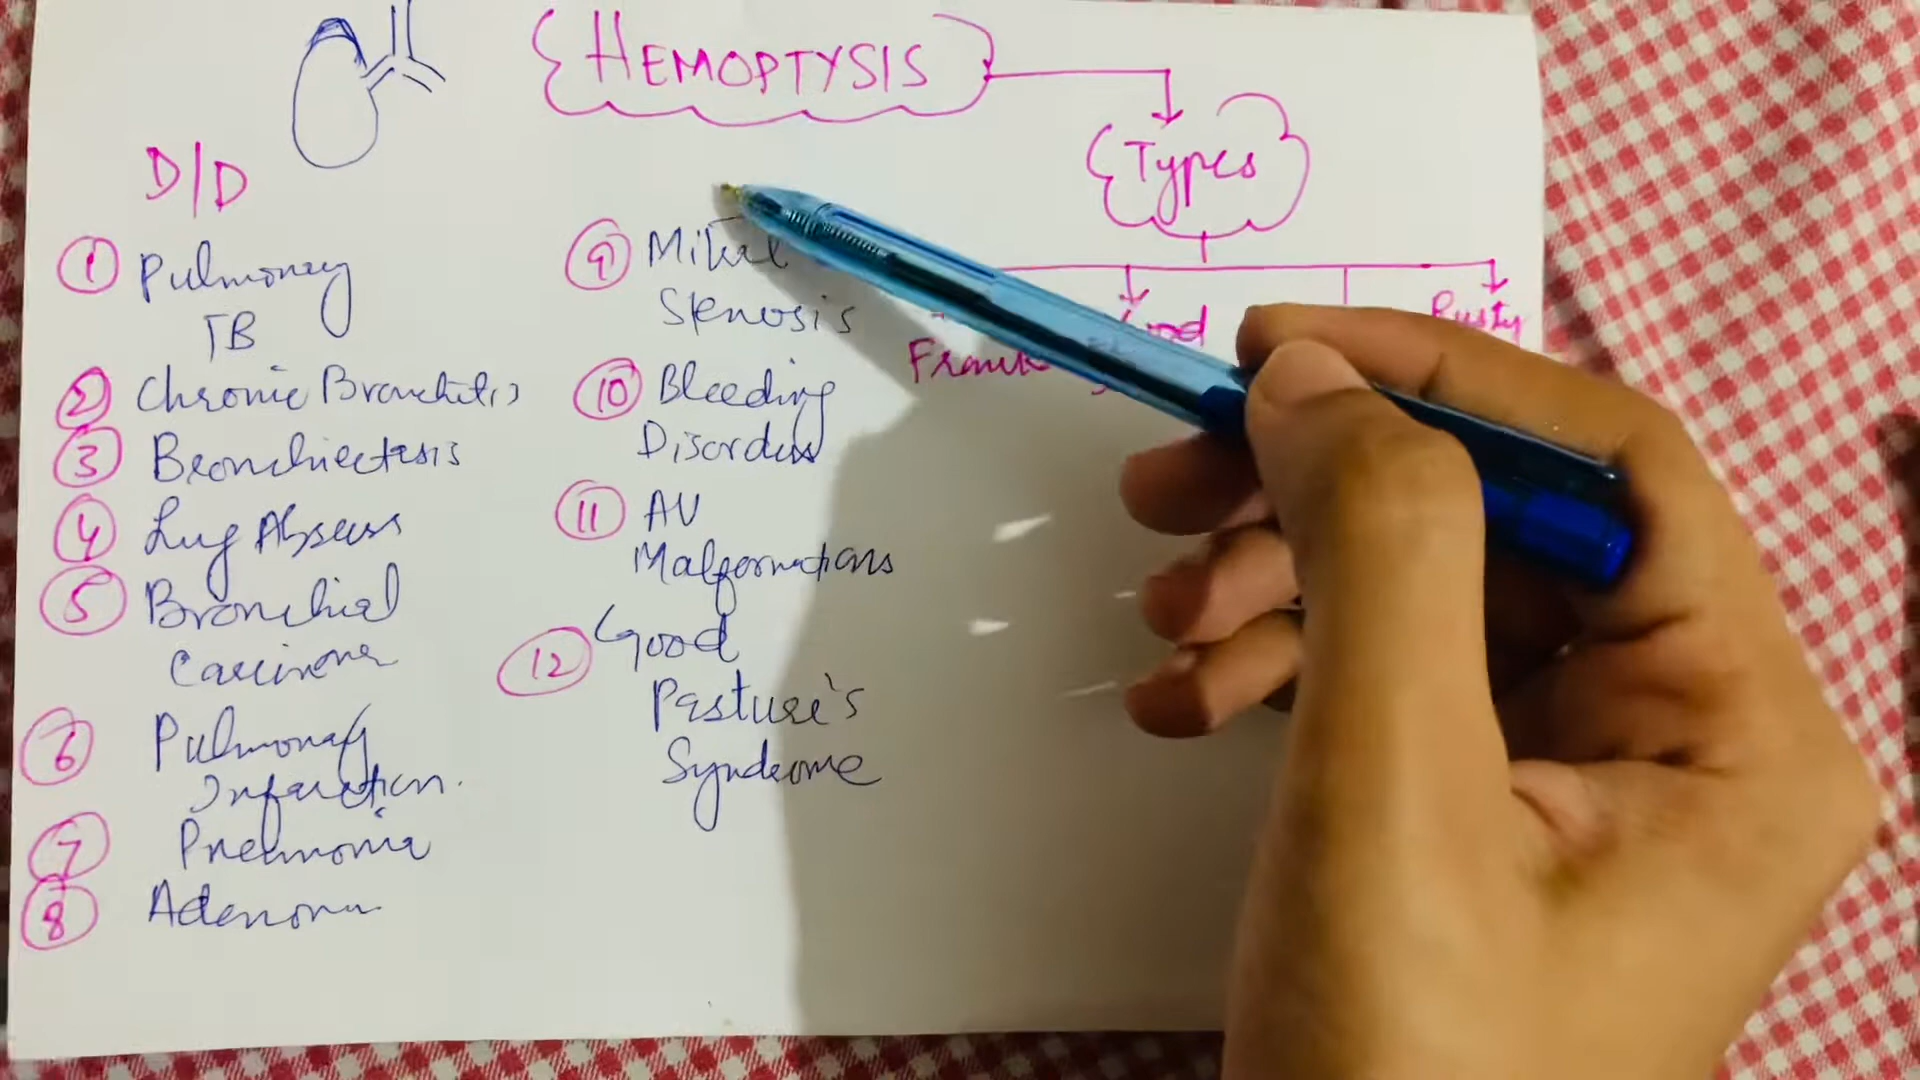 HEMOPTYSIS
Types
D/D
1 Pulmonary
TB
2 Chronic Bronchitis
3 Bronchiectasis
4 Lung Abscess
5 Bronchial
Carcinoma
6 Pulmonary
Infarction.
7 Pneumonia
8 Adenoma
9 Mitral
Stenosis
10 Bleeding
Disorders
11 AV
Malformations
12 Good
Pasture's
Syndrome
Frank
Rusty